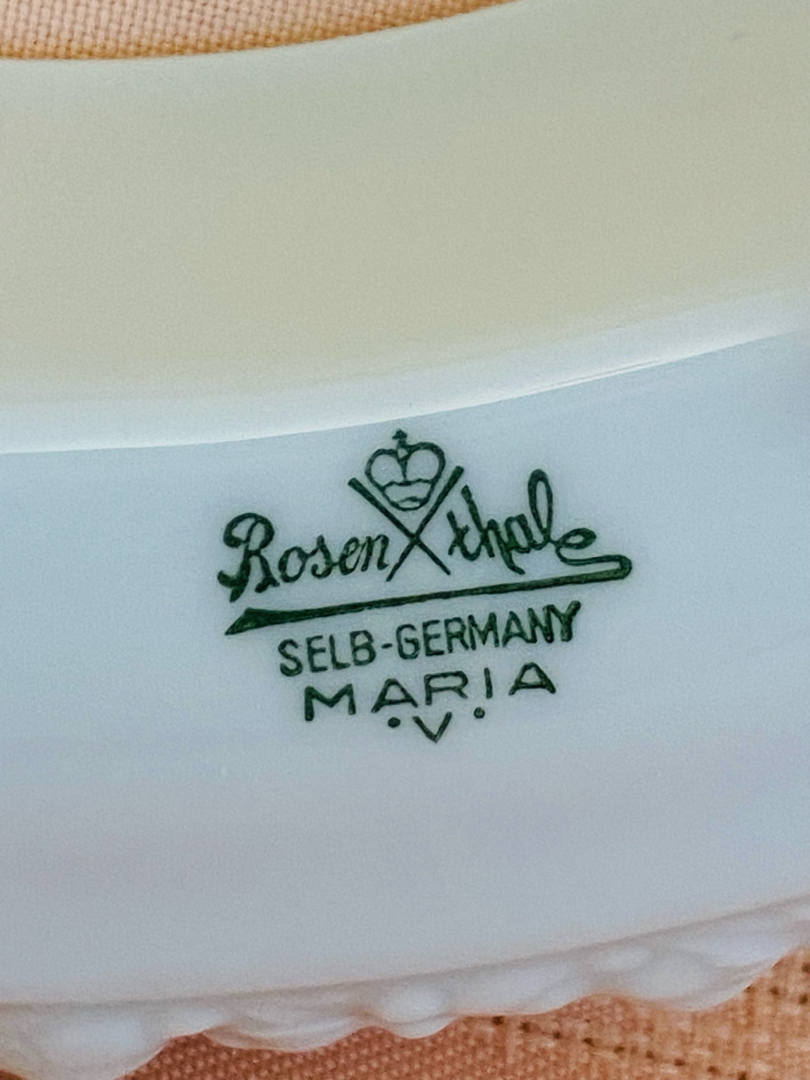 Rosenthal
SELB-GERMANY
MARIA
.V.